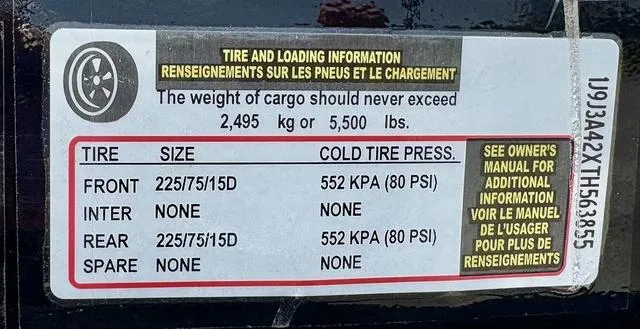 TIRE AND LOADING INFORMATION
RENSEIGNEMENTS SUR LES PNEUS ET LE CHARGEMENT
The weight of cargo should never exceed
2,495 kg or 5,500 lbs.
TIRE SIZE COLD TIRE PRESS.
FRONT 225/75/15D 552 KPA (80 PSI)
INTER NONE NONE
REAR 225/75/15D 552 KPA (80 PSI)
SPARE NONE NONE
SEE OWNER'S
MANUAL FOR
ADDITIONAL
INFORMATION
VOIR LE MANUEL
DE L'USAGER
POUR PLUS DE
RENSEIGNEMENTS
1J9J3A42XTH563855